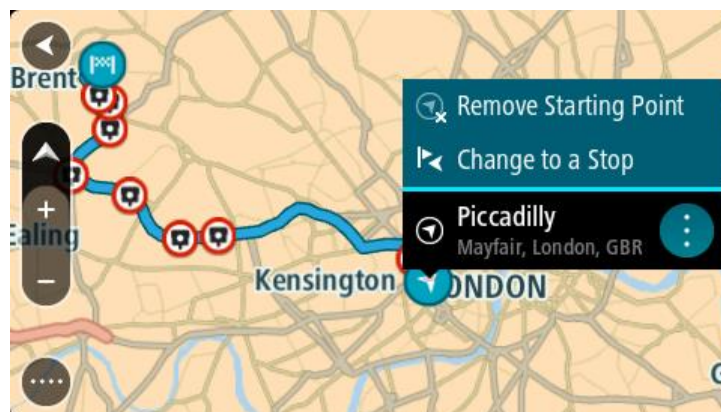 Brent
Remove Starting Point
Change to a Stop
Piccadilly
Mayfair, London, GBR
Ealing
Kensington
ONDON
G